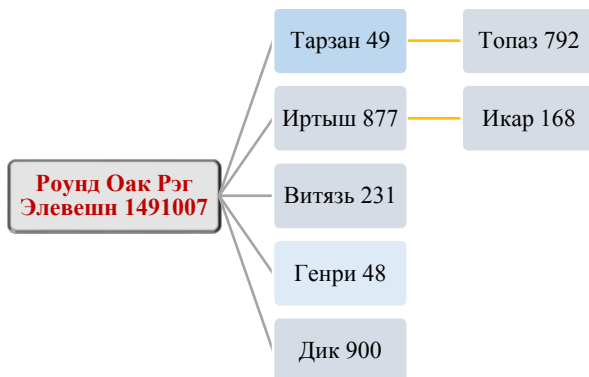 Тарзан 49
Топаз 792
Иртыш 877
Икар 168
Роунд Оак Рэг
Элевешн 1491007
Витязь 231
Генри 48
Дик 900